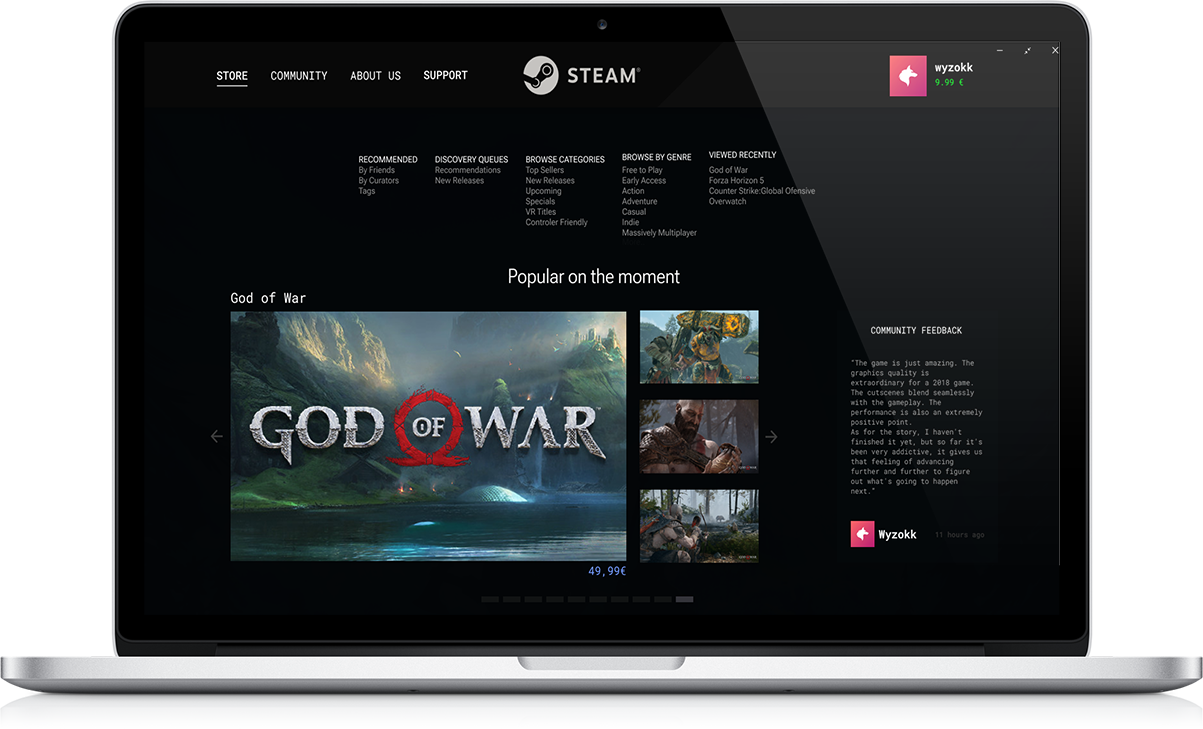 STORE
COMMUNITY
ABOUT US
SUPPORT
STEAM®
wyzokk
9.99 €
RECOMMENDED
By Friends
By Curators
Tags
DISCOVERY QUEUES
Recommendations
New Releases
BROWSE CATEGORIES
Top Sellers
New Releases
Upcoming
Specials
VR Titles
Controler Friendly
BROWSE BY GENRE
Free to Play
Early Access
Action
Adventure
Casual
Indie
Massively Multiplayer
VIEWED RECENTLY
God of War
Forza Horizon 5
Counter Strike:Global Ofensive
Overwatch
Popular on the moment
God of War
GOD OF WAR
49,99€
COMMUNITY FEEDBACK
"The game is just amazing. The
graphics quality is
extraordinary for a 2018 game.
The cutscenes blend seamlessly
with the gameplay. The
performance is also an extremely
positive point.
As for the story, I haven't
finished it yet, but so far it's
been very addictive, it gives us
that feeling of advancing
further and further to figure
out what's going to happen
next."
Wyzokk
11 hours ago